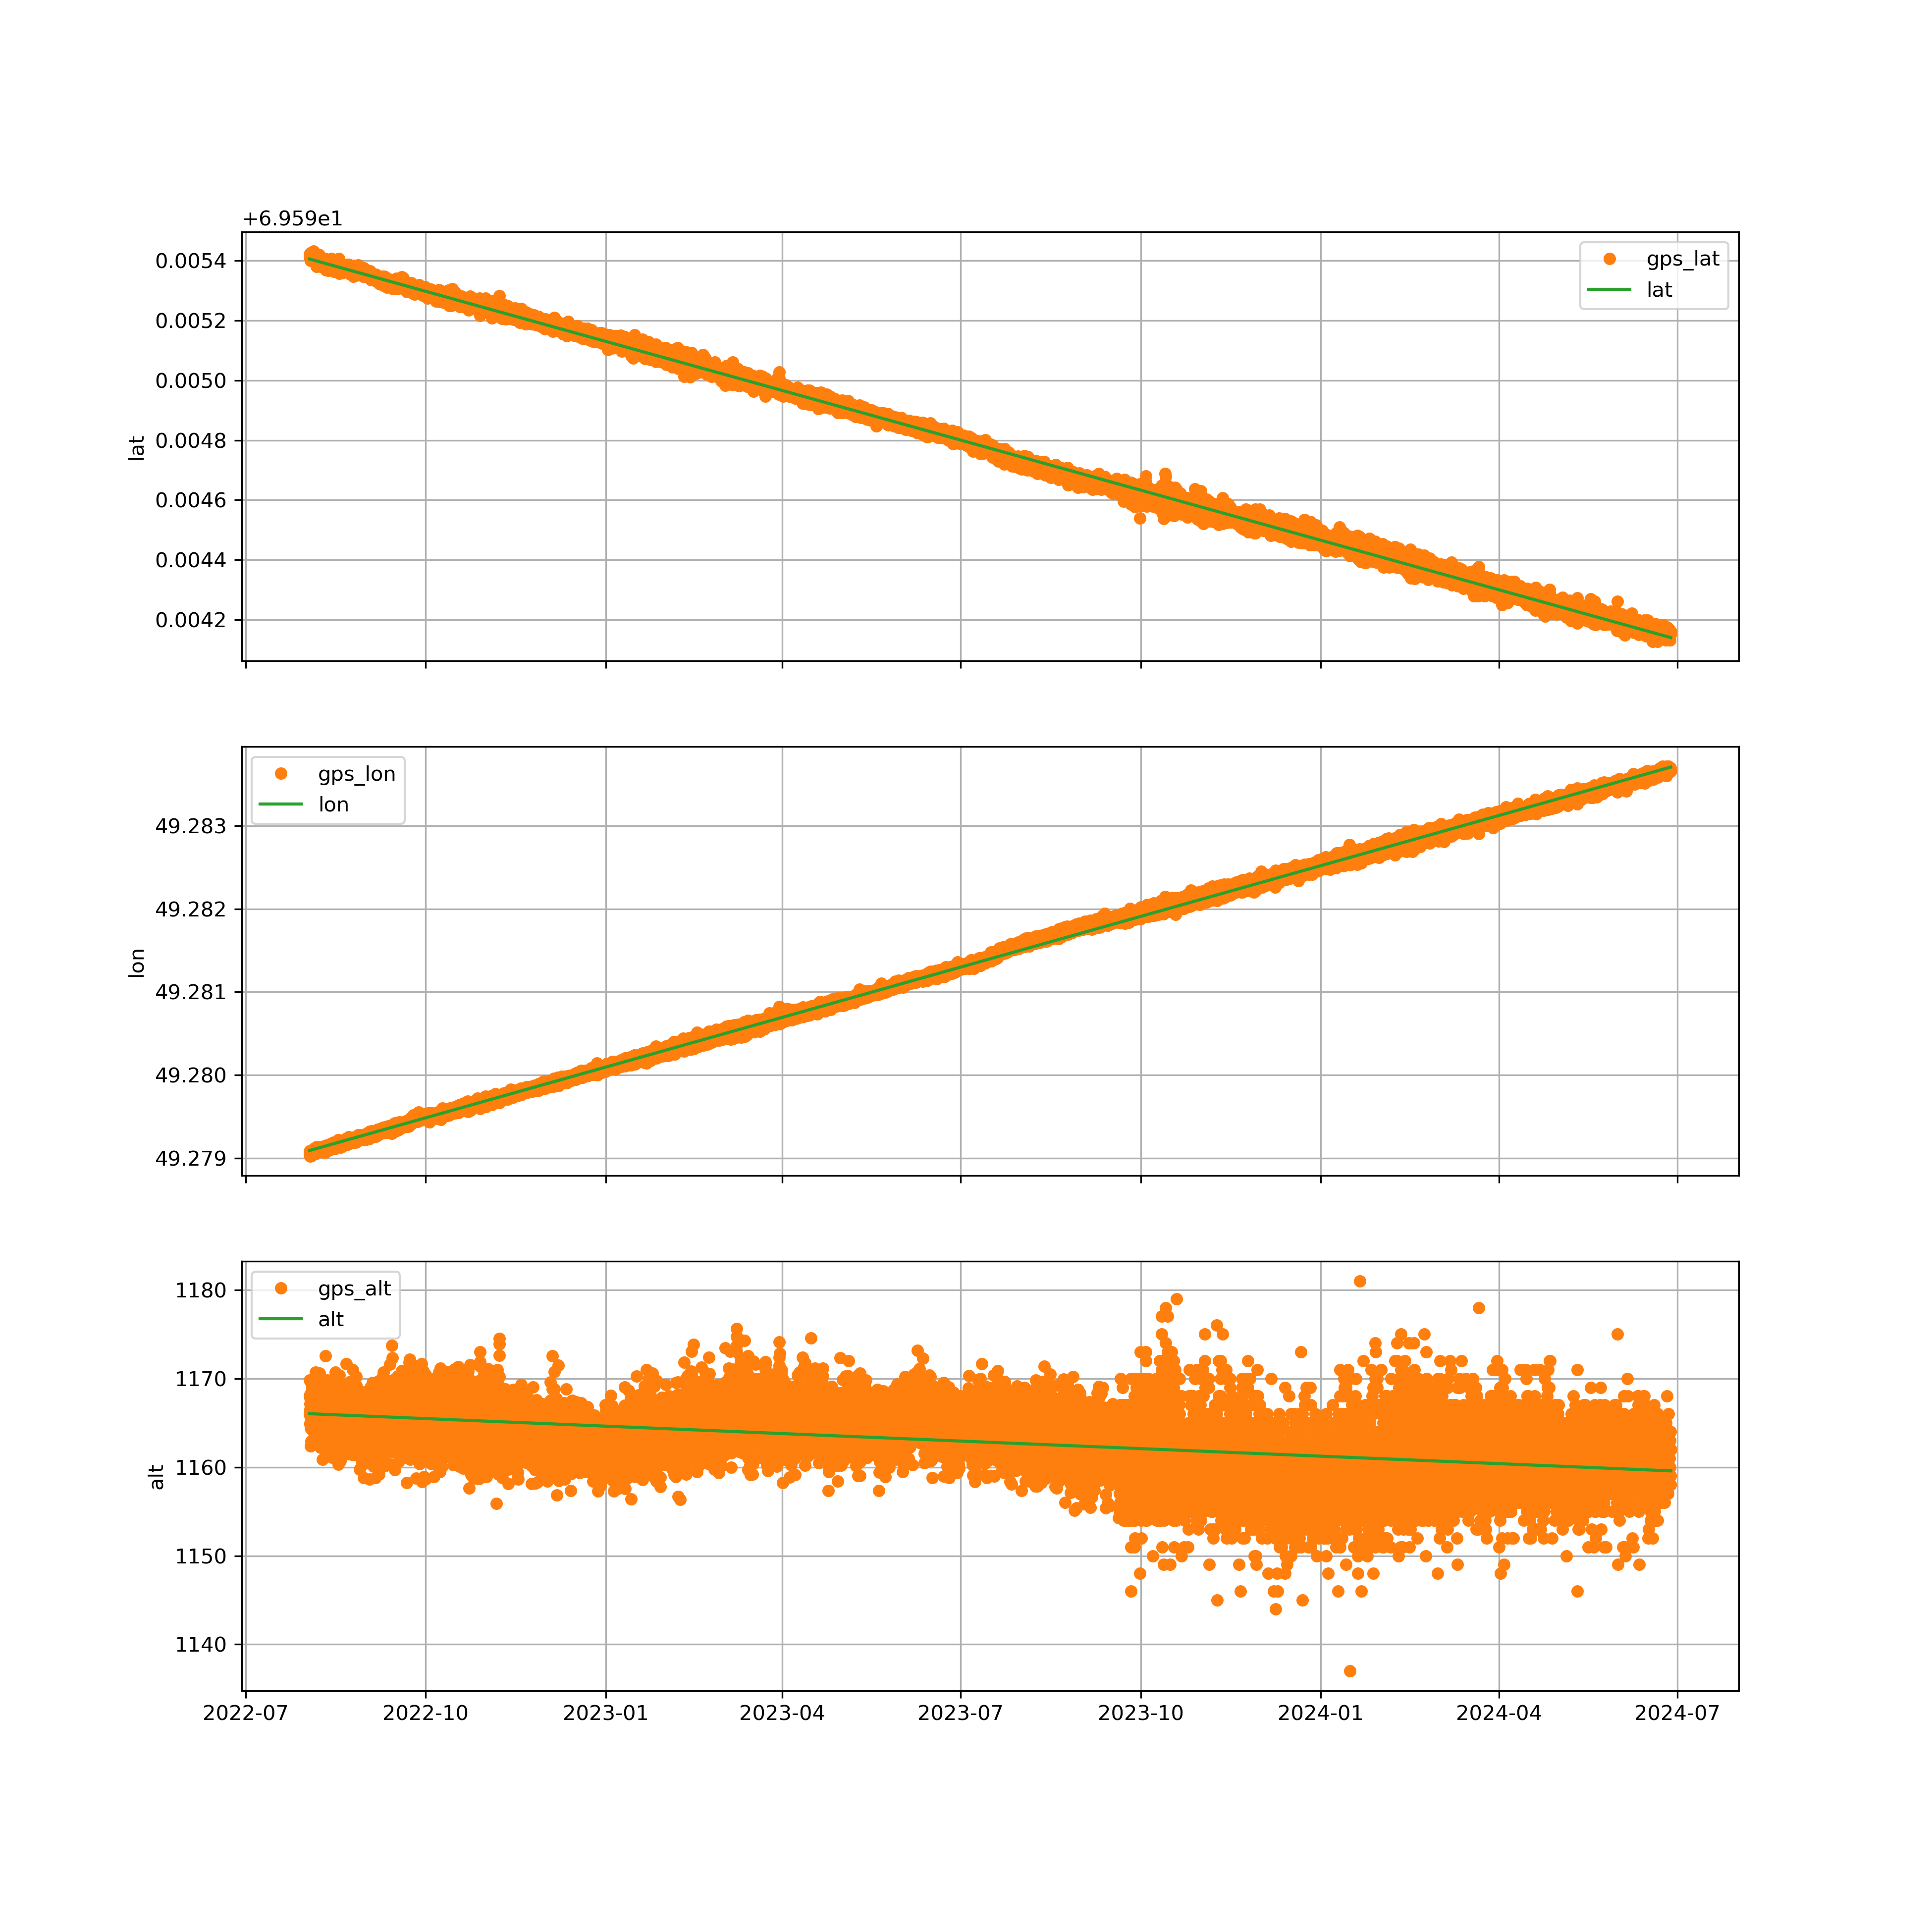 +6.959e1
0.0054
0.0052
0.0050
0.0048
0.0046
0.0044
0.0042
lat
gps_lat
lat
49.283
49.282
49.281
49.280
49.279
lon
gps_lon
lon
1180
1170
1160
1150
1140
alt
gps_alt
alt
2022-07 2022-10 2023-01 2023-04 2023-07 2023-10 2024-01 2024-04 2024-07